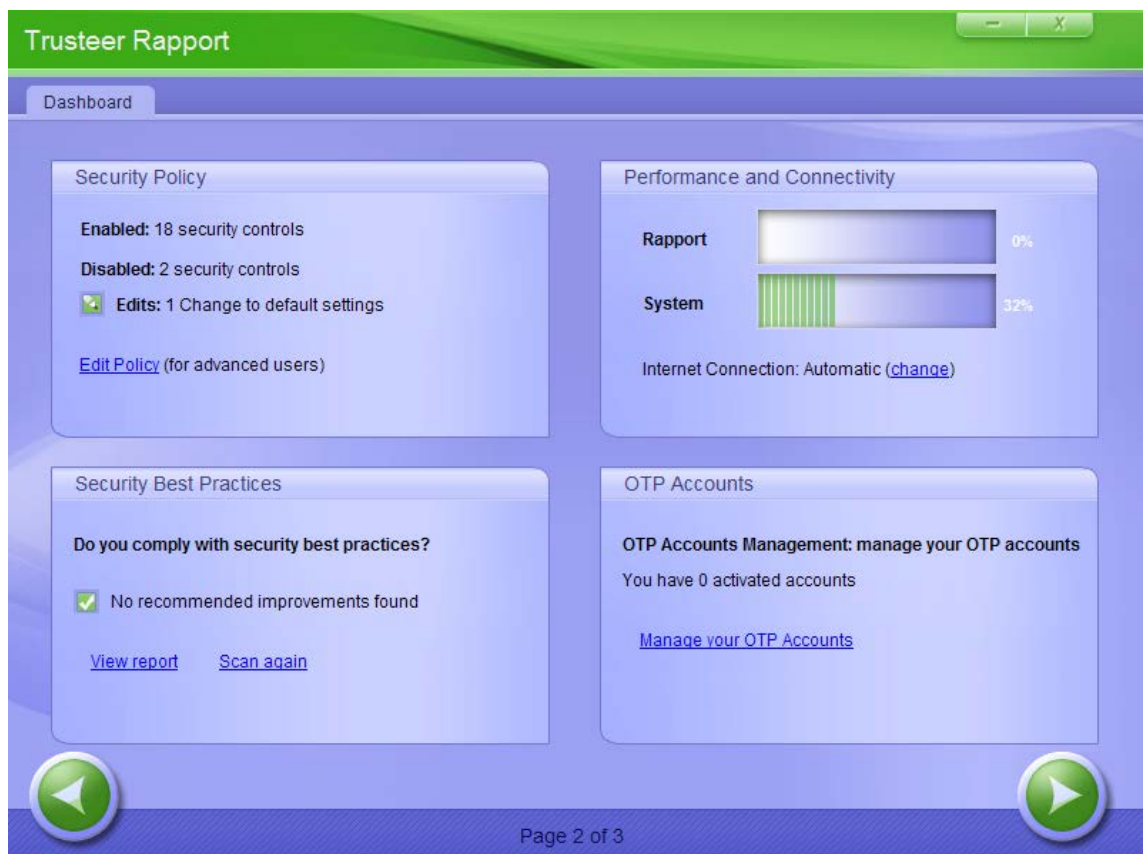 Trusteer Rapport
– X
Dashboard
Security Policy
Enabled: 18 security controls
Disabled: 2 security controls
Edits: 1 Change to default settings
Edit Policy (for advanced users)
Performance and Connectivity
Rapport 0%
System 32%
Internet Connection: Automatic (change)
Security Best Practices
Do you comply with security best practices?
No recommended improvements found
View report Scan again
OTP Accounts
OTP Accounts Management: manage your OTP accounts
You have 0 activated accounts
Manage your OTP Accounts
Page 2 of 3